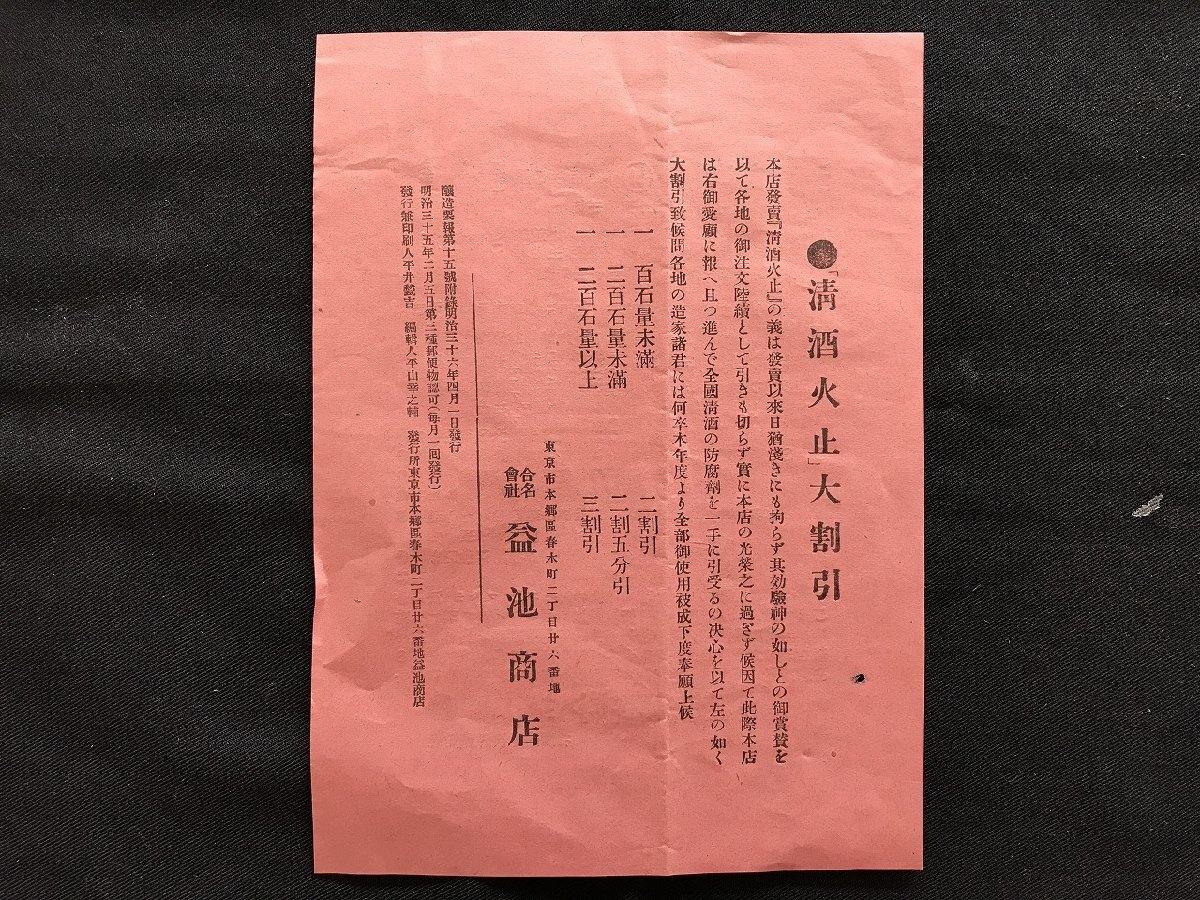 ●「清酒火止」大割引
本店發賣『清酒火止』の義は發賣以來日猶淺きにも拘らず其効驗神の如しとの御賞賛を
以て各地の御注文陸續として引きも切らず實に本店の光榮之に過ぎず候因て此際本店
は右御愛顧に報へ且つ進んで全國清酒の防腐劑を一手に引受るの决心を以て左の如く
大割引致候間各地の造家諸君には何卒本年度より全部御使用被成下度奉願上候
一 百石量未滿 二割引
一 二百石量未滿 二割五分引
一 二百石量以上 三割引
東京市本鄕區春木町二丁目廿六番地
合名會社 益池商店
釀造要報第十五號附錄明治三十六年四月一日發行
明治三十五年二月五日第三種郵便物認可(每月一回發行)
發行兼印刷人平井 吉 編輯人平山 之輔 發行所東京市本鄕區春木町二丁目廿六番地益池商店